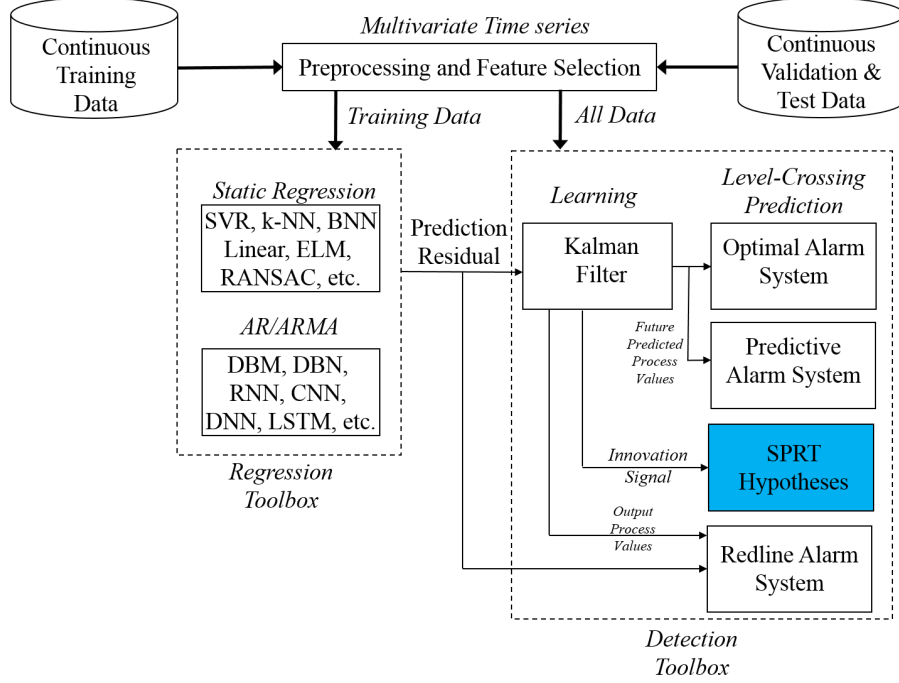 Continuous
Training
Data
Multivariate Time series
Preprocessing and Feature Selection
Continuous
Validation &
Test Data
Training Data
All Data
Static Regression
SVR, k-NN, BNN
Linear, ELM,
RANSAC, etc.
AR/ARMA
DBM, DBN,
RNN, CNN,
DNN, LSTM, etc.
Regression
Toolbox
Prediction
Residual
Learning
Kalman
Filter
Level-Crossing
Prediction
Optimal Alarm
System
Future
Predicted
Process
Values
Predictive
Alarm System
Innovation
Signal
SPRT
Hypotheses
Output
Process
Values
Redline Alarm
System
Detection
Toolbox